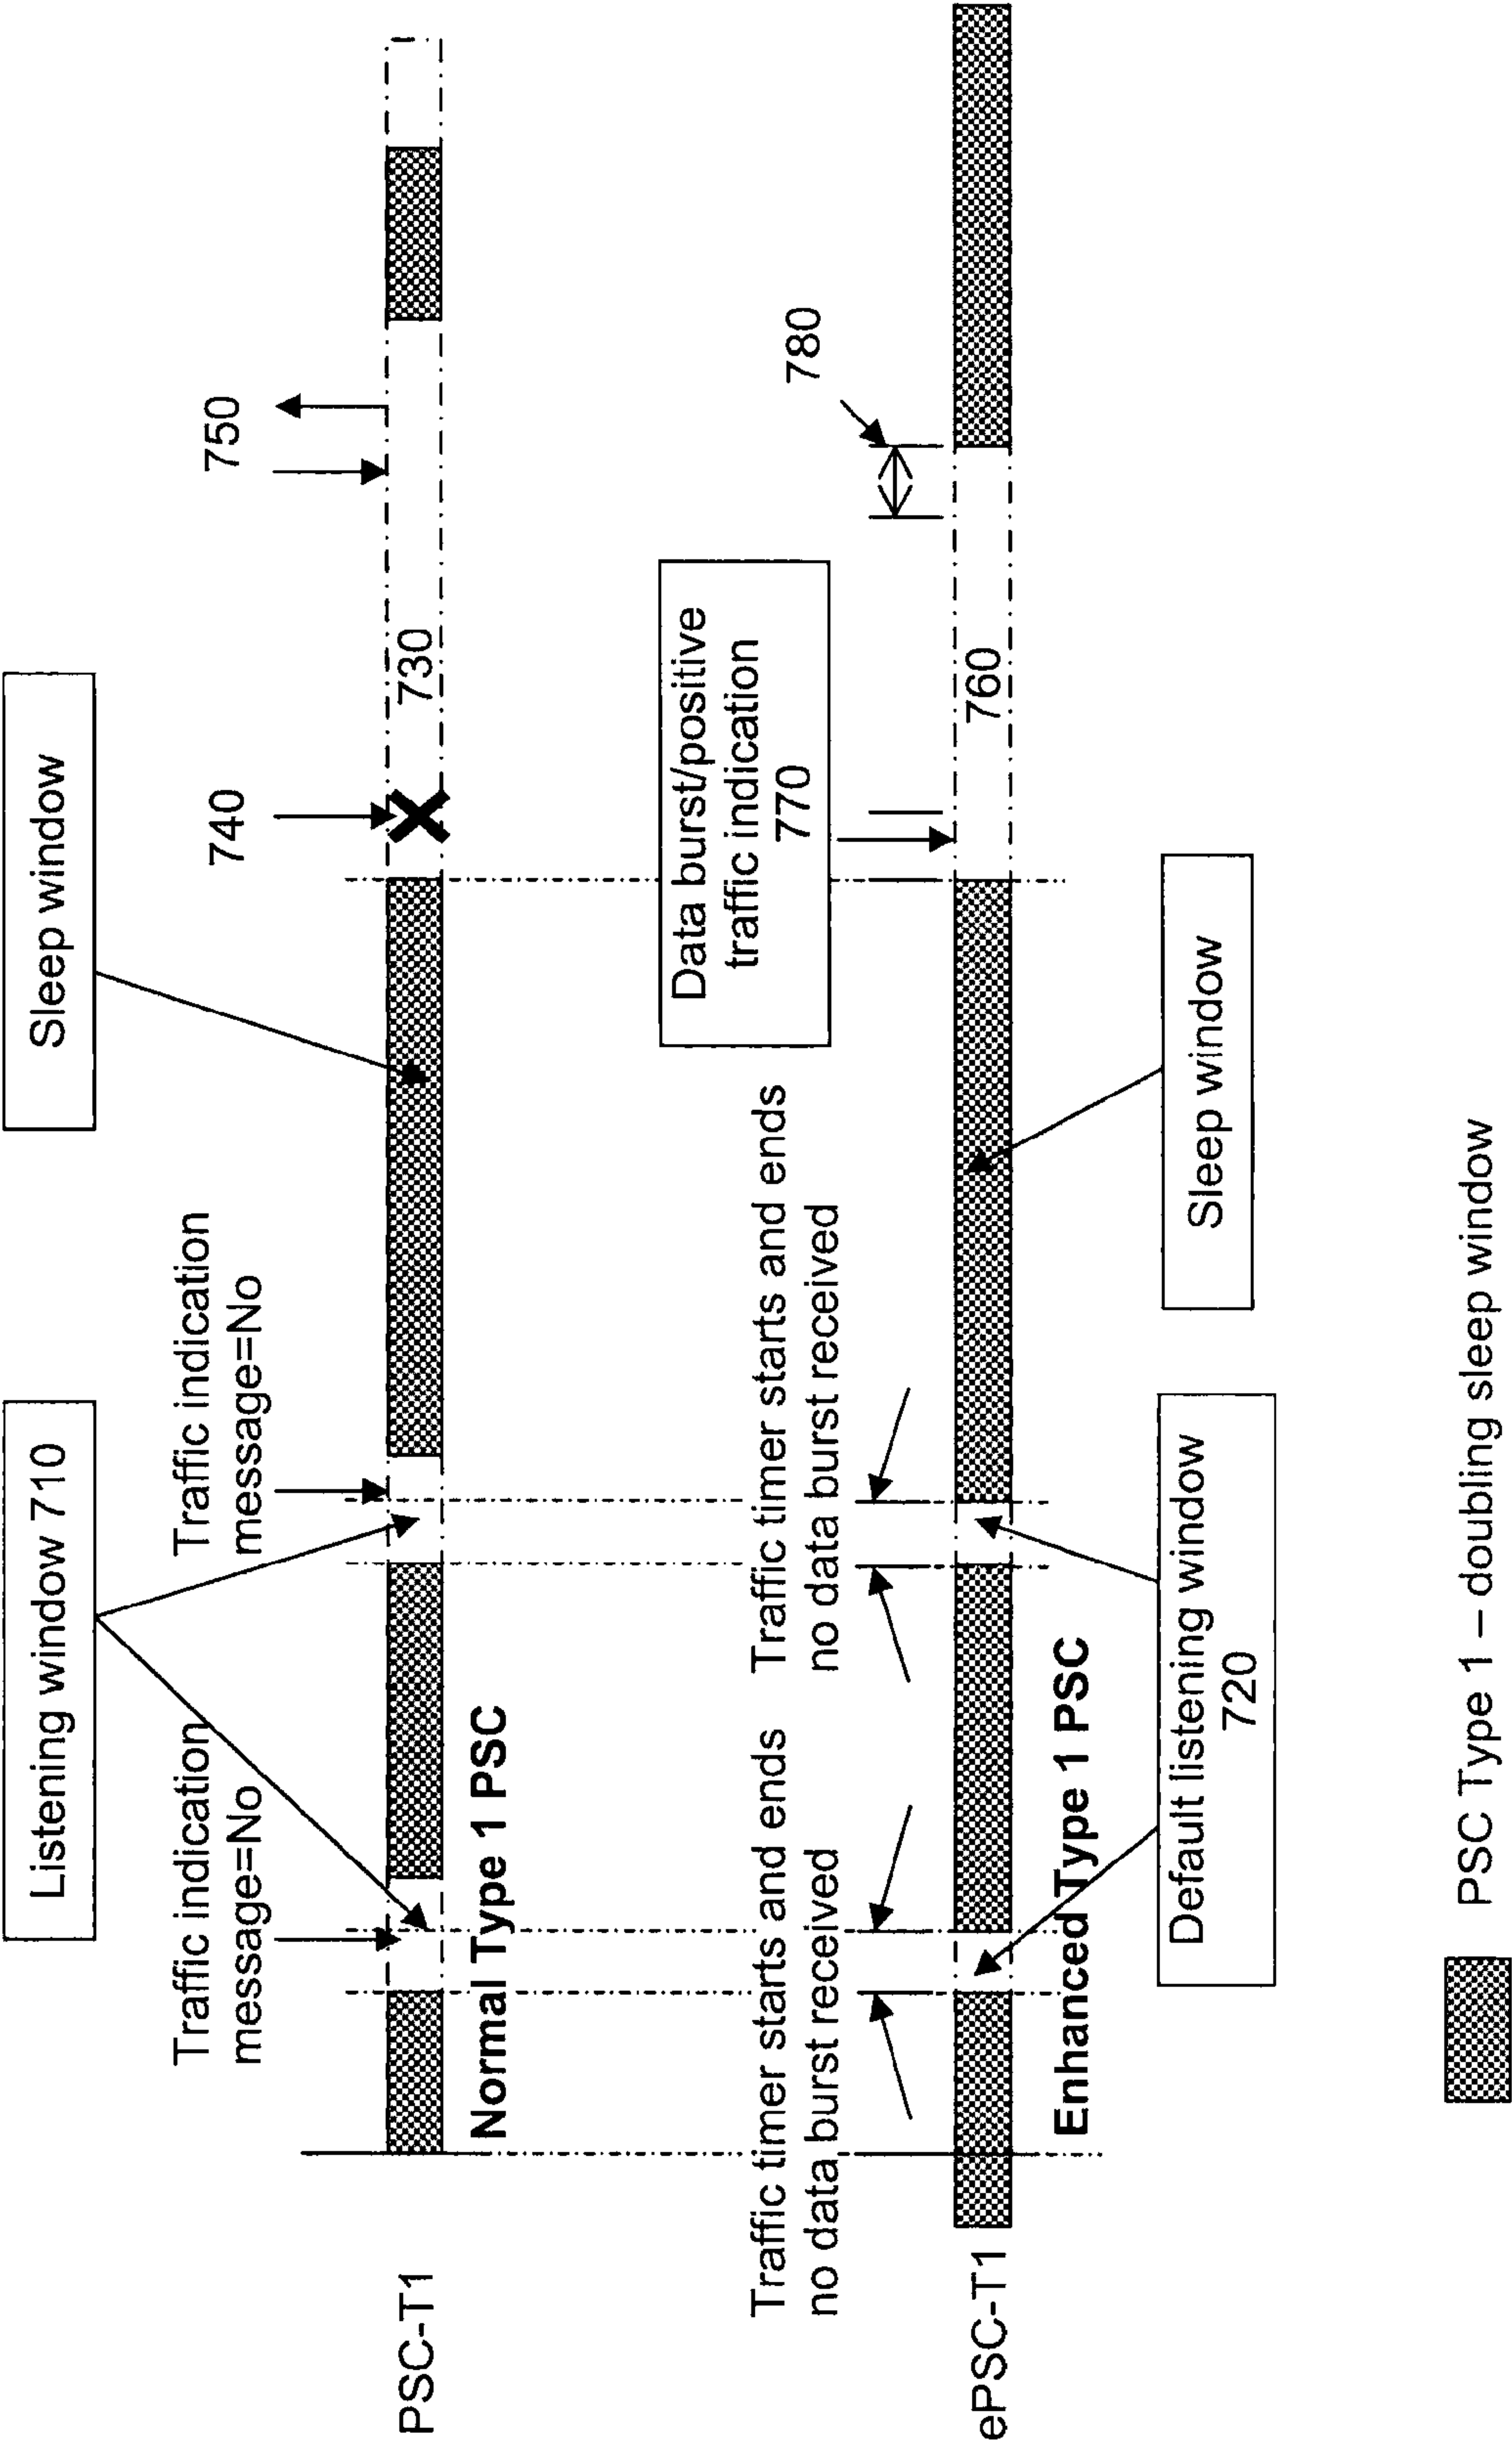 Listening window 710
Sleep window
Traffic indication
message=No
Traffic indication
message=No
740
750
PSC-T1
730
Normal Type 1 PSC
Data burst/positive
traffic indication
770
Traffic timer starts and ends
no data burst received
Traffic timer starts and ends
no data burst received
780
ePSC-T1
760
Enhanced Type 1 PSC
Default listening window
720
Sleep window
PSC Type 1 – doubling sleep window